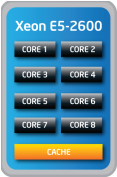 Xeon E5-2600
CORE 1 CORE 2
CORE 3 CORE 4
CORE 5 CORE 6
CORE 7 CORE 8
CACHE